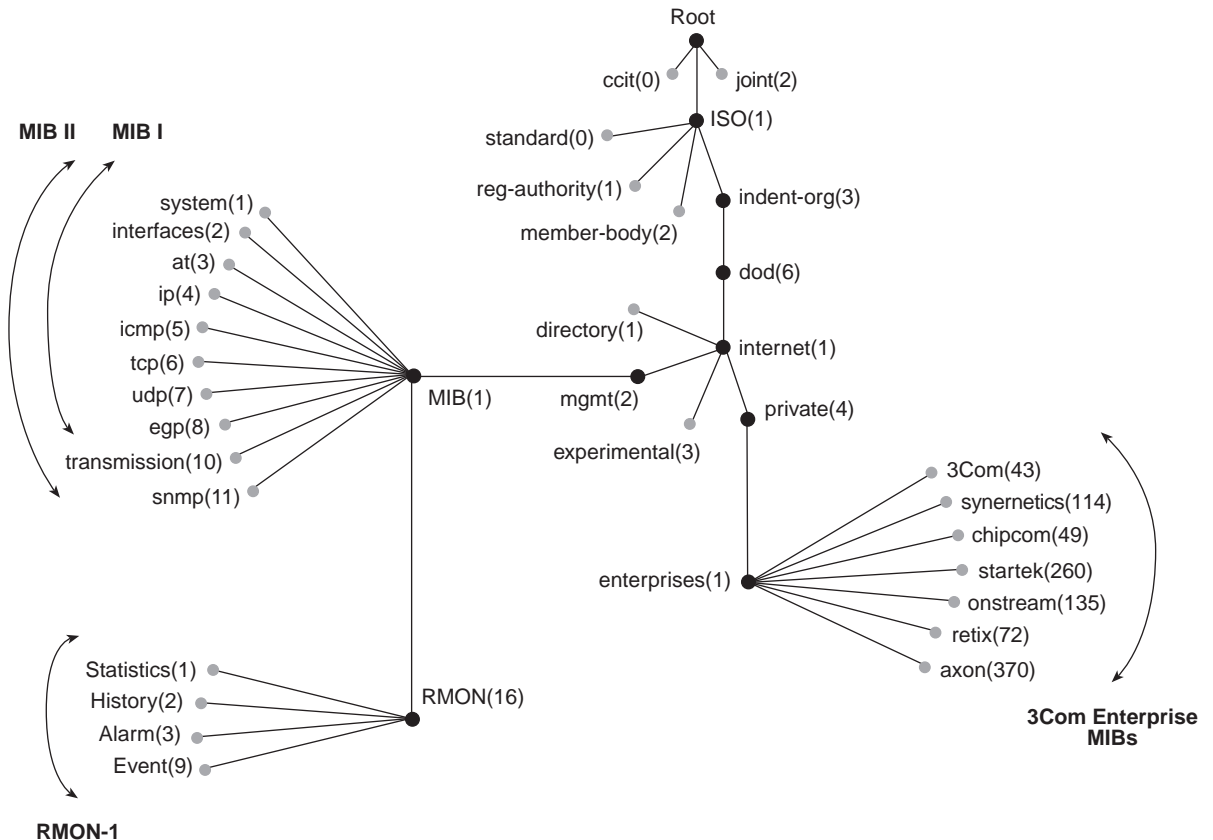 Root
ccit(0)
joint(2)
ISO(1)
MIB II
MIB I
standard(0)
reg-authority(1)
indent-org(3)
member-body(2)
system(1)
interfaces(2)
at(3)
ip(4)
icmp(5)
tcp(6)
udp(7)
egp(8)
transmission(10)
snmp(11)
dod(6)
directory(1)
internet(1)
MIB(1)
mgmt(2)
private(4)
experimental(3)
3Com(43)
synernetics(114)
chipcom(49)
startek(260)
onstream(135)
retix(72)
axon(370)
enterprises(1)
3Com Enterprise
MIBs
Statistics(1)
History(2)
Alarm(3)
Event(9)
RMON(16)
RMON-1